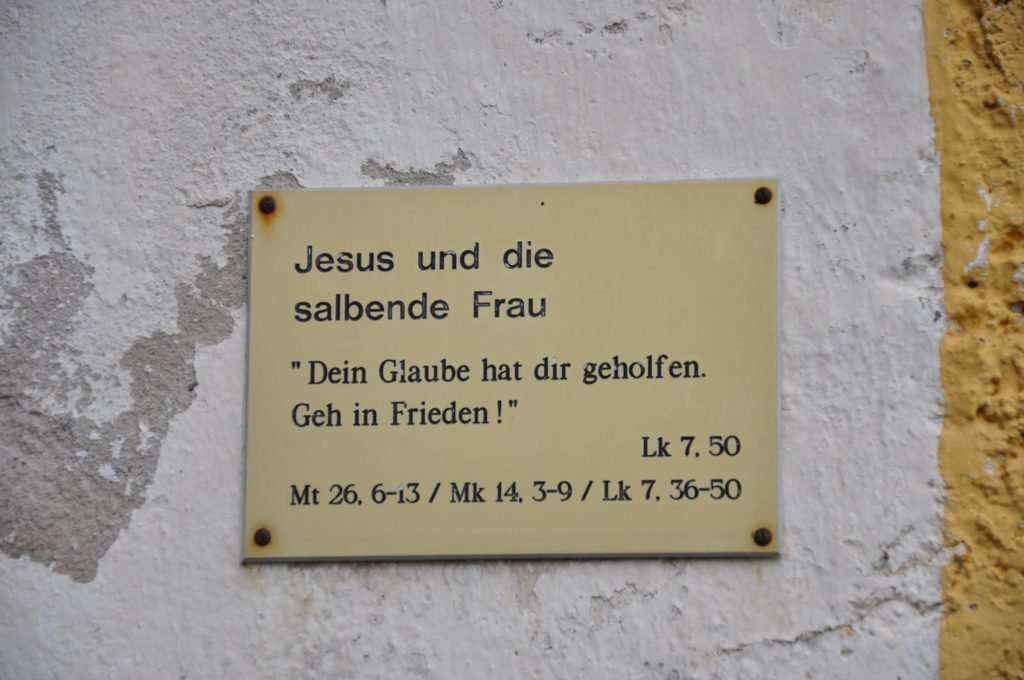 Jesus und die
salbende Frau
"Dein Glaube hat dir geholfen.
Geh in Frieden!"
Lk 7, 50
Mt 26, 6-13 / Mk 14, 3-9 / Lk 7, 36-50